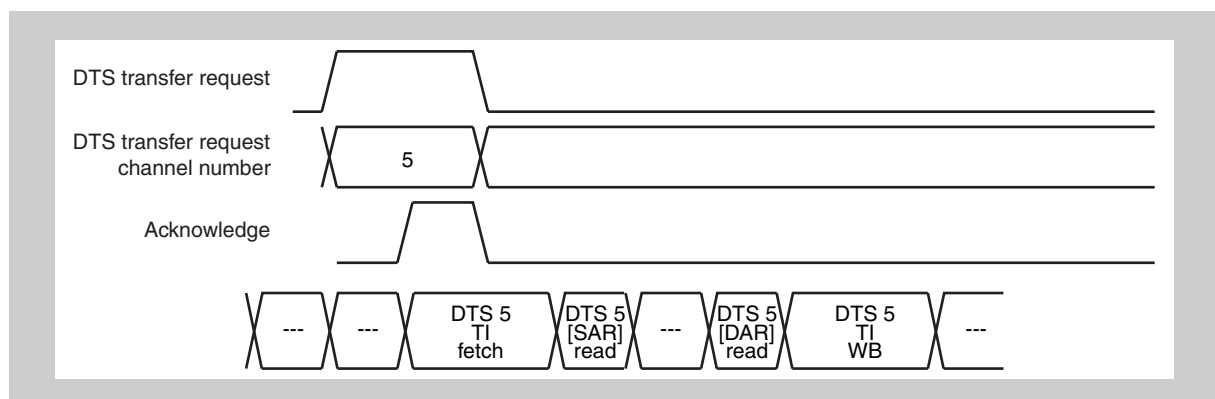 DTS transfer request
DTS transfer request
channel number
5
Acknowledge
---
---
DTS 5
TI
fetch
DTS 5
[SAR]
read
---
DTS 5
[DAR]
read
DTS 5
TI
WB
---